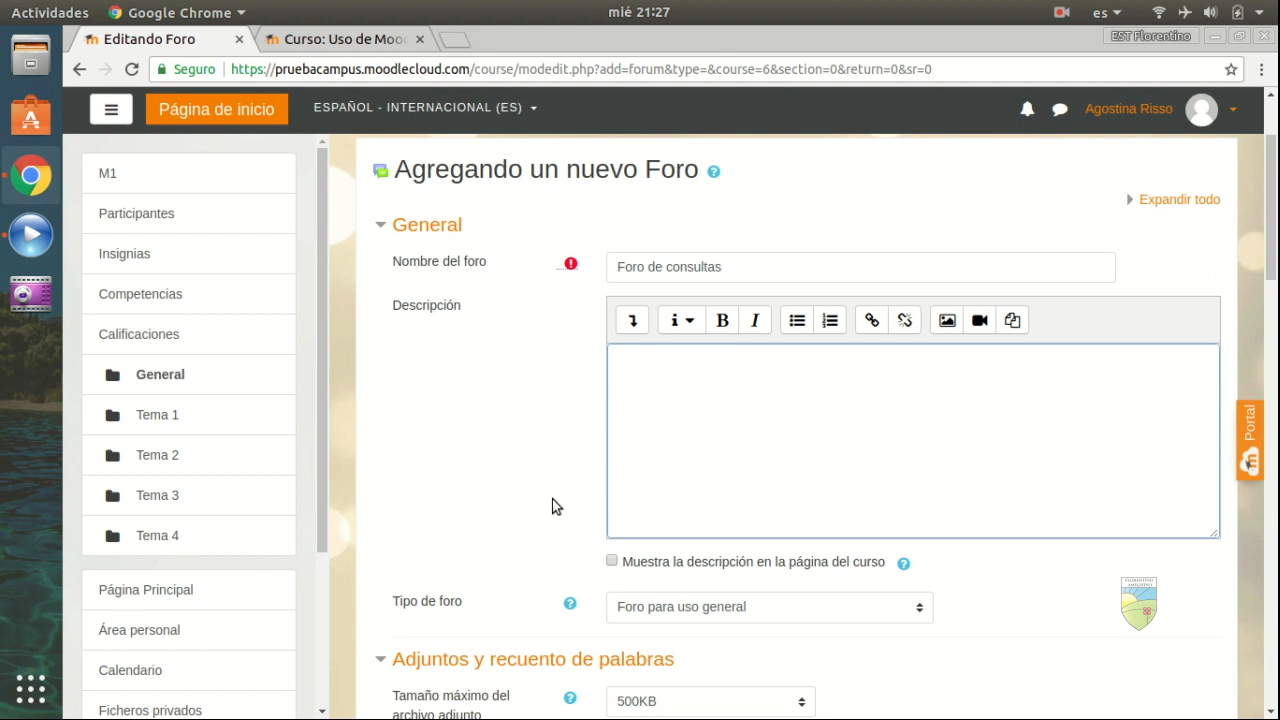 Actividades
Google Chrome
mié 21:27
es
Editando Foro
Curso: Uso de Moo
EST Florentino
Seguro
https://pruebacampus.moodlecloud.com/course/modedit.php?add=forum&type=&course=6&section=0&return=0&sr=0
Página de inicio
ESPAÑOL - INTERNACIONAL (ES)
Agostina Risso
M1
Participantes
Insignias
Competencias
Calificaciones
General
Tema 1
Tema 2
Tema 3
Tema 4
Página Principal
Área personal
Calendario
Ficheros privados
Agregando un nuevo Foro
Expandir todo
General
Nombre del foro
Foro de consultas
Descripción
B I
Muestra la descripción en la página del curso
Tipo de foro
Foro para uso general
Adjuntos y recuento de palabras
Tamaño máximo del
archivo adjunto
500KB
Portal
FLORENTINO
AMEGHINO